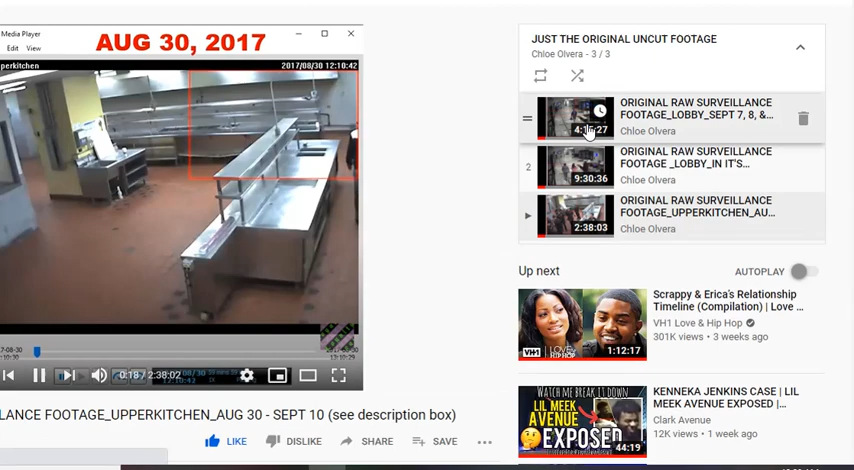 Media Player
Edit View
AUG 30, 2017
perkitchen
2017/08/30 12:10:42
0:18 / 2:38:02
LANCE FOOTAGE_UPPERKITCHEN_AUG 30 - SEPT 10 (see description box)
LIKE
DISLIKE
SHARE
SAVE
JUST THE ORIGINAL UNCUT FOOTAGE
Chloe Olvera - 3 / 3
ORIGINAL RAW SURVEILLANCE
FOOTAGE_LOBBY_SEPT 7, 8, &...
Chloe Olvera
2
9:30:36
ORIGINAL RAW SURVEILLANCE
FOOTAGE _LOBBY_IN IT'S...
Chloe Olvera
2:38:03
ORIGINAL RAW SURVEILLANCE
FOOTAGE_UPPERKITCHEN_AU...
Chloe Olvera
Up next
AUTOPLAY
VH1
1:12:17
Scrappy & Erica's Relationship
Timeline (Compilation) | Love ...
VH1 Love & Hip Hop
301K views • 3 weeks ago
WATCH ME BREAK IT DOWN
LIL MEEK
AVENUE
EXPOSED
44:19
KENNEKA JENKINS CASE | LIL
MEEK AVENUE EXPOSED |...
Clark Avenue
12K views • 1 week ago